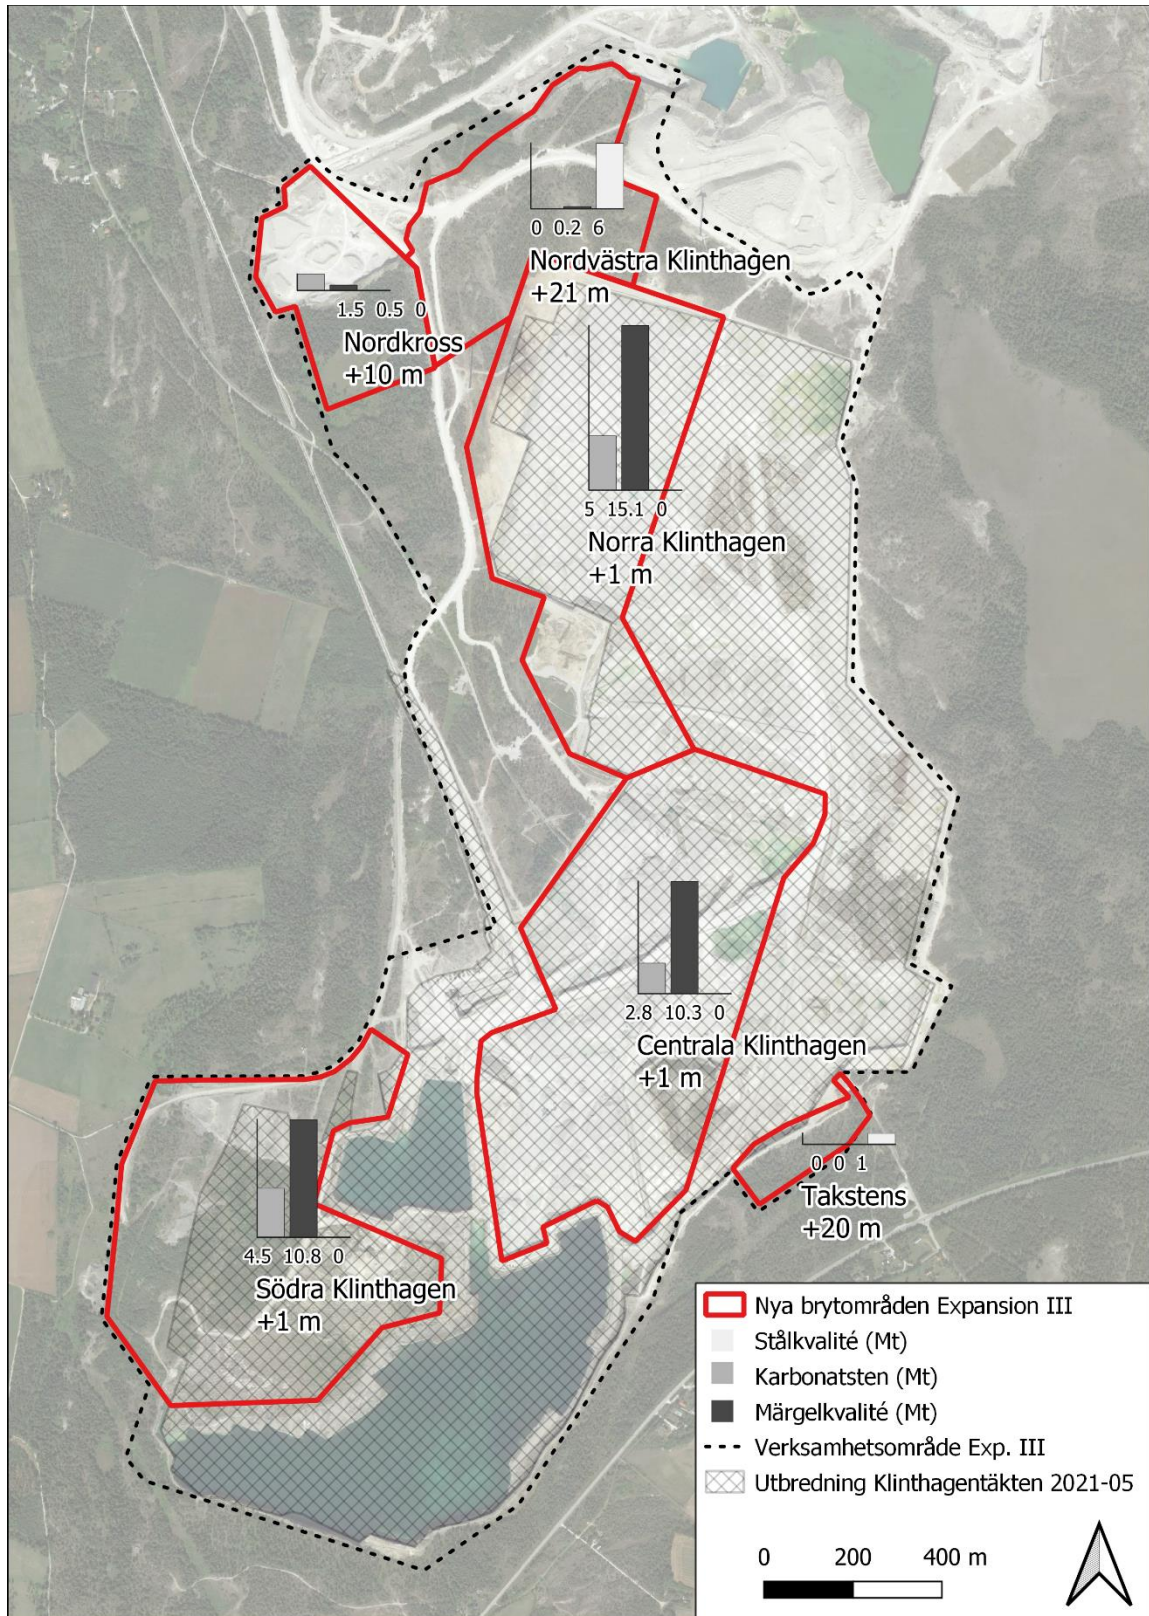 0 0.2 6
Nordvästra Klinthagen
+21 m
1.5 0.5 0
Nordkross
+10 m
5 15.1 0
Norra Klinthagen
+1 m
2.8 10.3 0
Centrala Klinthagen
+1 m
0 0 1
Takstens
+20 m
4.5 10.8 0
Södra Klinthagen
+1 m
Nya brytområden Expansion III
Stålkvalité (Mt)
Karbonatsten (Mt)
Märgelkvalité (Mt)
Verksamhetsområde Exp. III
Utbredning Klinthagentäkten 2021-05
0 200 400 m